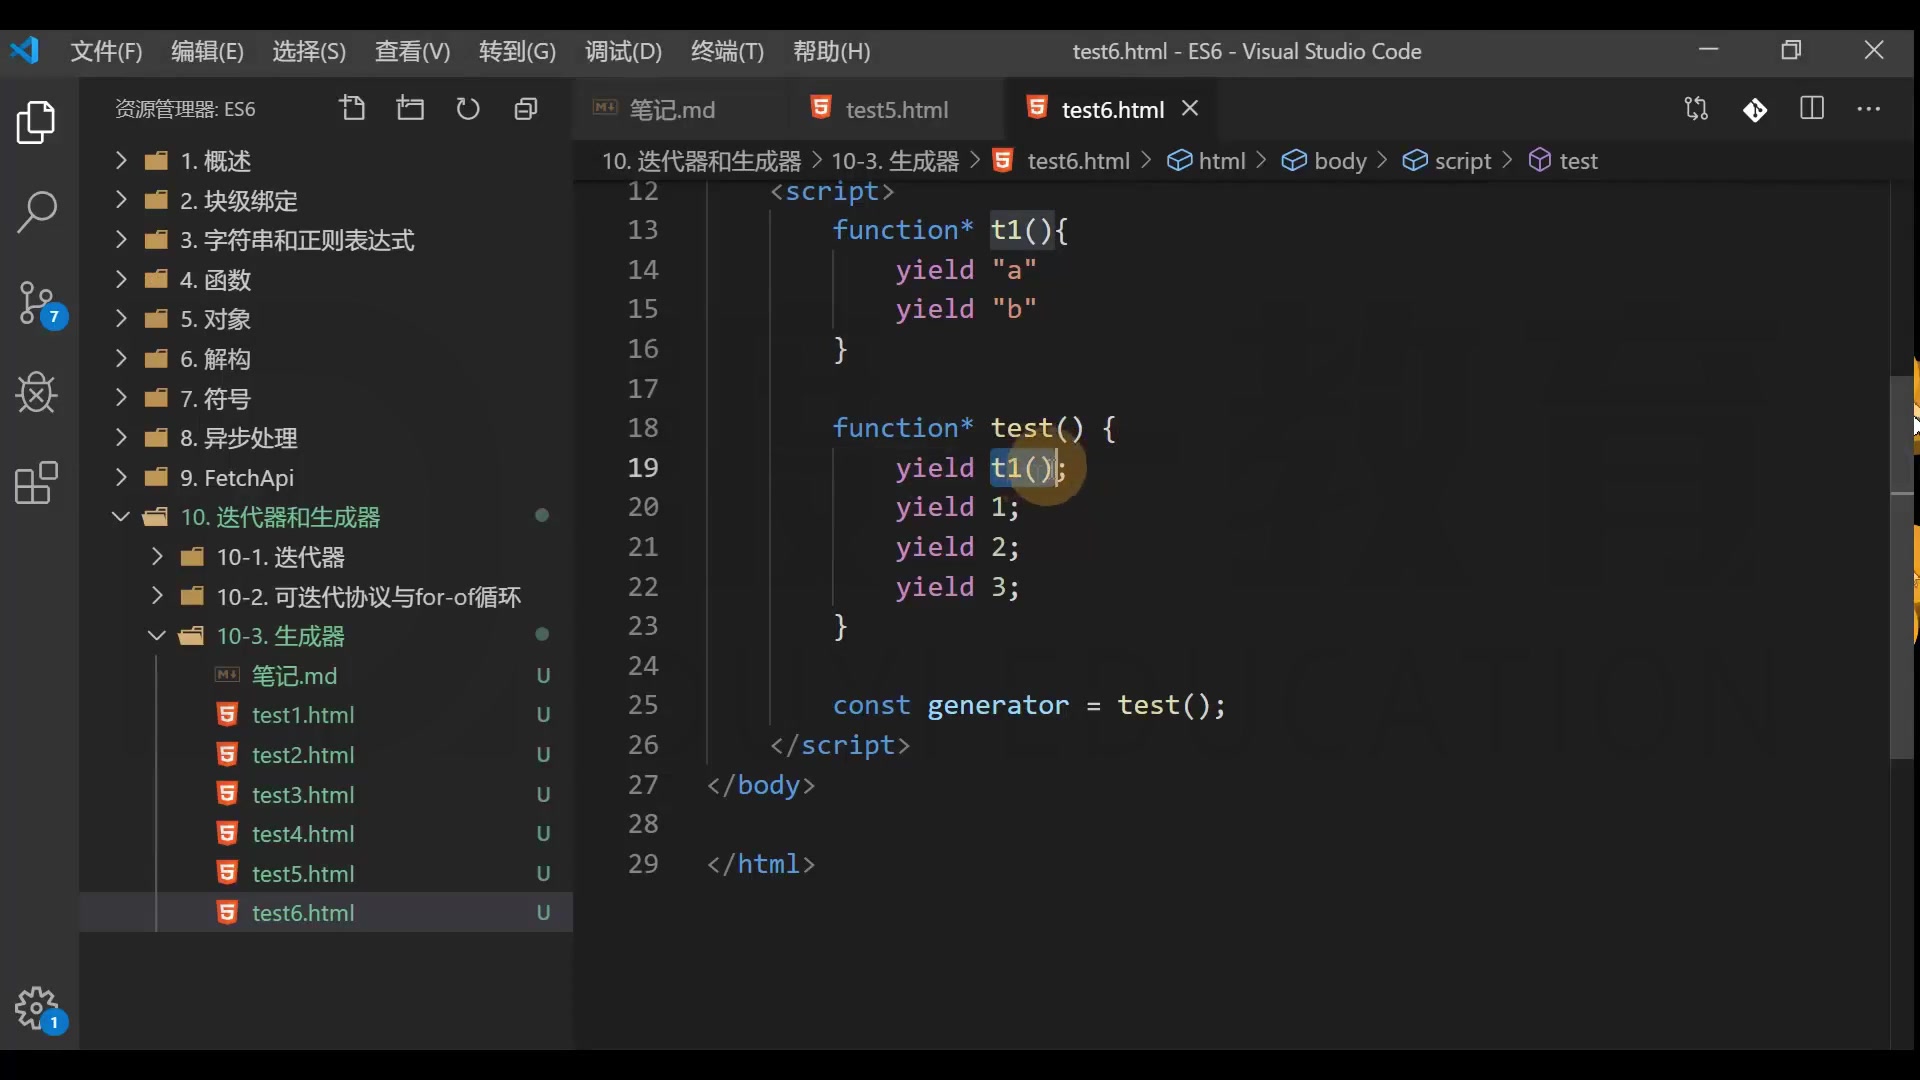 文件(F) 编辑(E) 选择(S) 查看(V) 转到(G) 调试(D) 终端(T) 帮助(H) test6.html - ES6 - Visual Studio Code
资源管理器: ES6
1. 概述
2. 块级绑定
3. 字符串和正则表达式
4. 函数
5. 对象
6. 解构
7. 符号
8. 异步处理
9. FetchApi
10. 迭代器和生成器
10-1. 迭代器
10-2. 可迭代协议与for-of循环
10-3. 生成器
笔记.md U
test1.html U
test2.html U
test3.html U
test4.html U
test5.html U
test6.html U
7
1
笔记.md test5.html test6.html
10. 迭代器和生成器 > 10-3. 生成器 > test6.html > html > body > script > test
12 <script>
13 function* t1(){
14 yield "a"
15 yield "b"
16 }
17
18 function* test() {
19 yield t1();
20 yield 1;
21 yield 2;
22 yield 3;
23 }
24
25 const generator = test();
26 </script>
27 </body>
28
29 </html>
EDUCATION